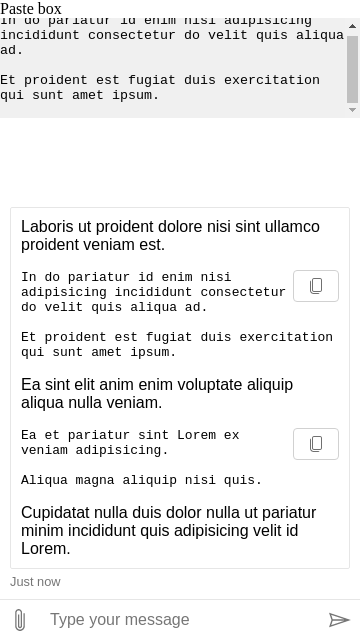 Paste box
In do pariatur id enim nisi adipisicing
incididunt consectetur do velit quis aliqua
ad.
Et proident est fugiat duis exercitation
qui sunt amet ipsum.
Laboris ut proident dolore nisi sint ullamco
proident veniam est.
In do pariatur id enim nisi
adipisicing incididunt consectetur
do velit quis aliqua ad.
Et proident est fugiat duis exercitation
qui sunt amet ipsum.
Ea sint elit anim enim voluptate aliquip
aliqua nulla veniam.
Ea et pariatur sint Lorem ex
veniam adipisicing.
Aliqua magna aliquip nisi quis.
Cupidatat nulla duis dolor nulla ut pariatur
minim incididunt quis adipisicing velit id
Lorem.
Just now
Type your message